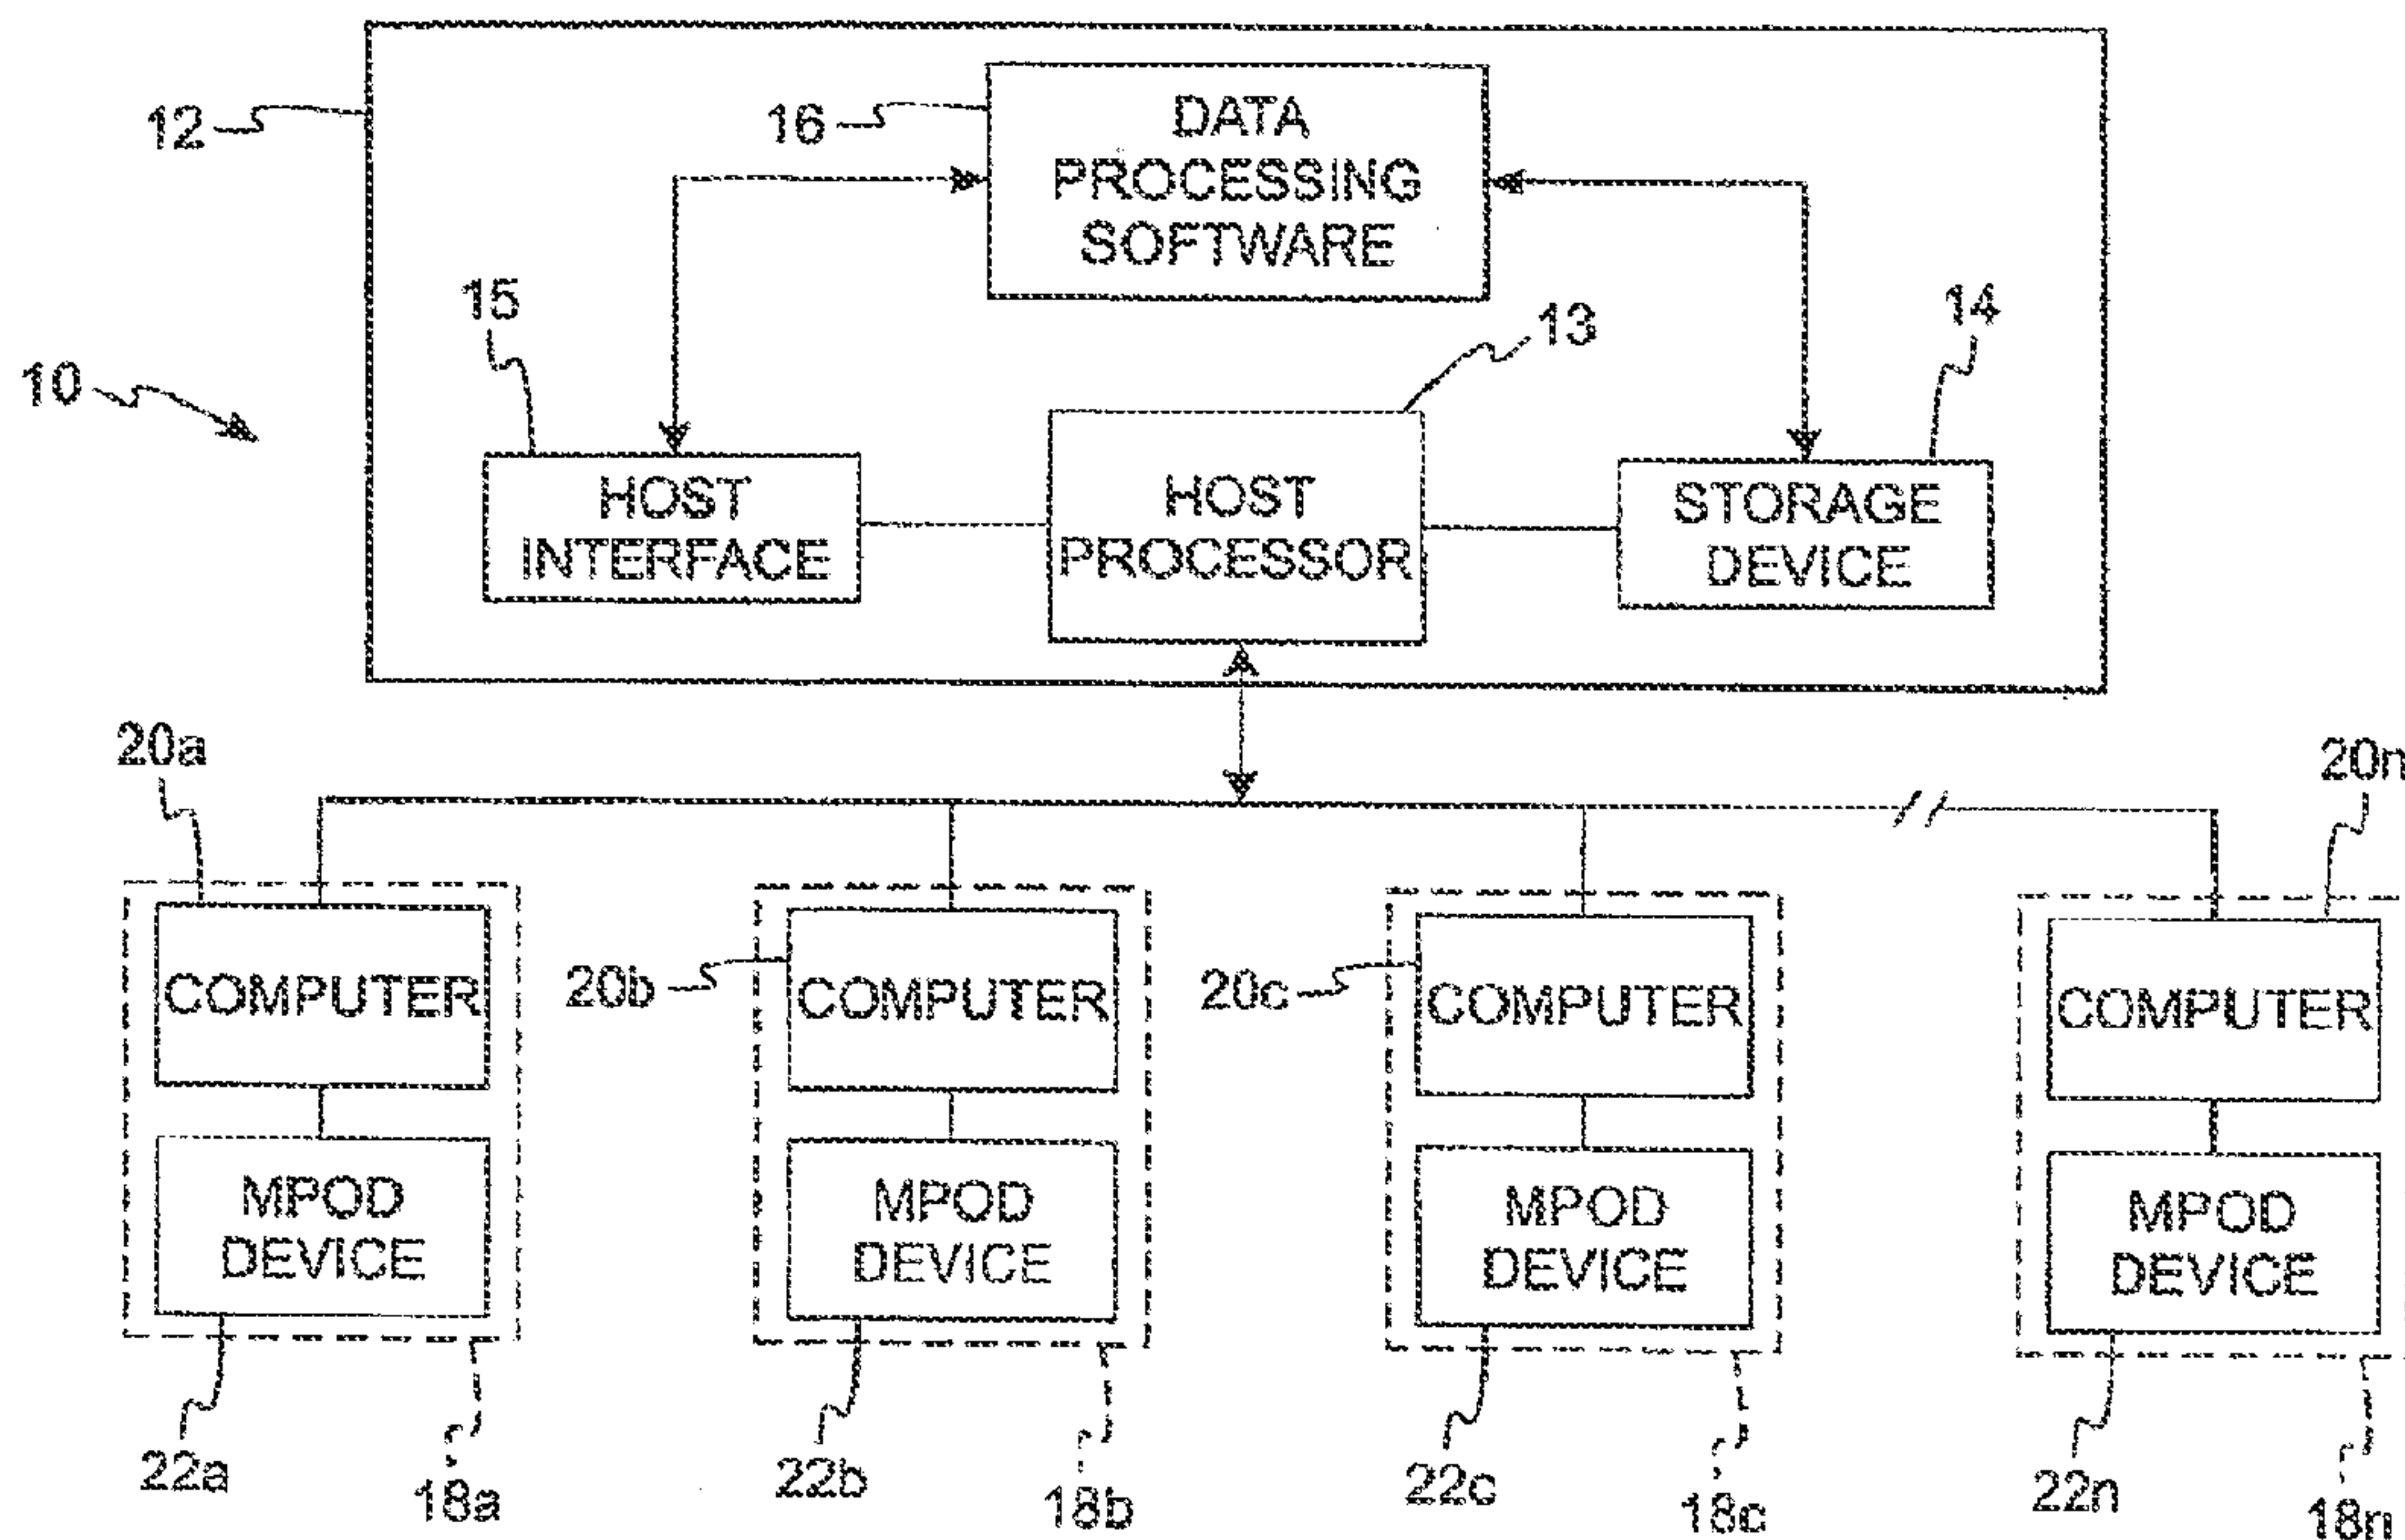 12
16
DATA
PROCESSING
SOFTWARE
15
14
13
10
HOST
INTERFACE
HOST
PROCESSOR
STORAGE
DEVICE
20a
20n
COMPUTER
20b
COMPUTER
20c
COMPUTER
COMPUTER
MPOD
DEVICE
MPOD
DEVICE
MPOD
DEVICE
MPOD
DEVICE
22a
18a
22b
18b
22c
18c
22n
18n